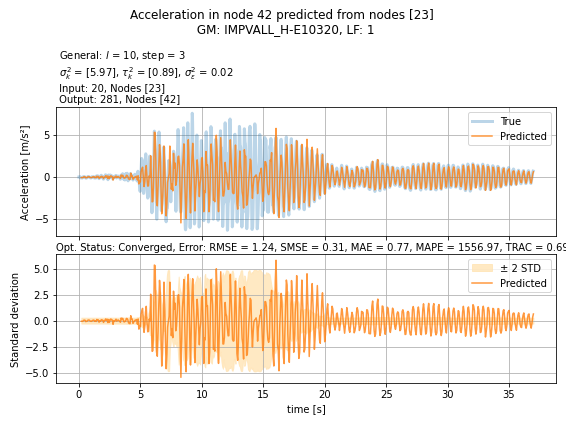 Acceleration in node 42 predicted from nodes [23]
GM: IMPVALL_H-E10320, LF: 1
General: l = 10, step = 3
σ²_k = [5.97], τ²_k = [0.89], σ²_ε = 0.02
Input: 20, Nodes [23]
Output: 281, Nodes [42]
Acceleration [m/s²]
5
0
−5
True
Predicted
Opt. Status: Converged, Error: RMSE = 1.24, SMSE = 0.31, MAE = 0.77, MAPE = 1556.97, TRAC = 0.69
Standard deviation
5.0
2.5
0.0
−2.5
−5.0
± 2 STD
Predicted
0 5 10 15 20 25 30 35
time [s]